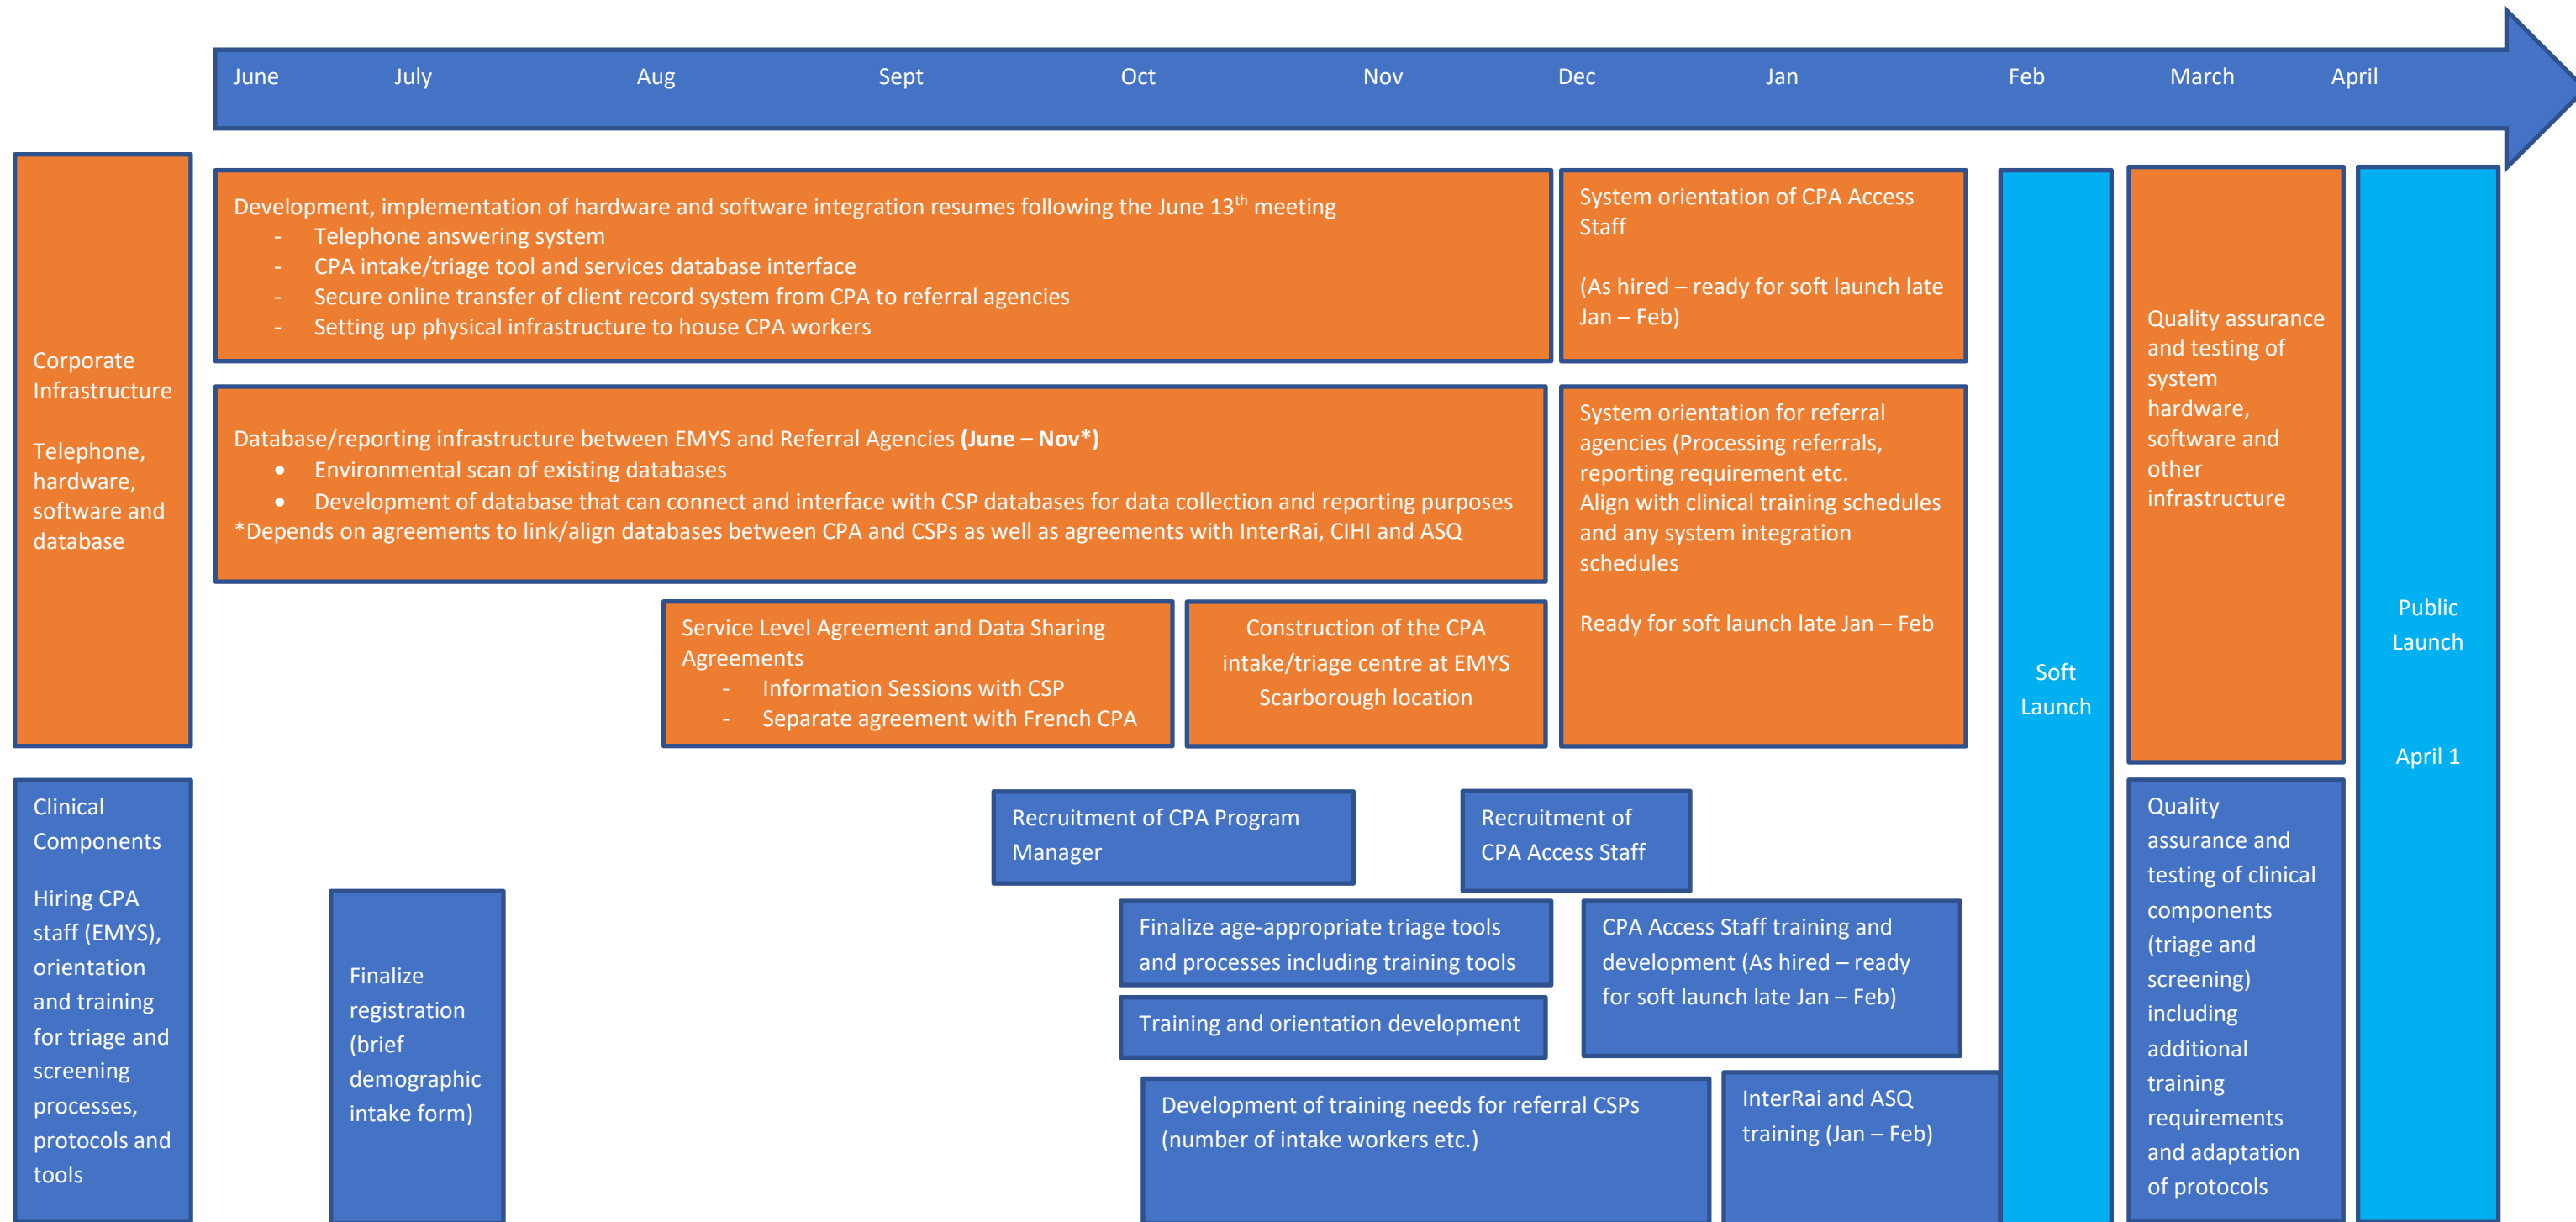 June July Aug Sept Oct Nov Dec Jan Feb March April
Corporate
Infrastructure
Telephone,
hardware,
software and
database
Development, implementation of hardware and software integration resumes following the June 13th meeting
- Telephone answering system
- CPA intake/triage tool and services database interface
- Secure online transfer of client record system from CPA to referral agencies
- Setting up physical infrastructure to house CPA workers
System orientation of CPA Access
Staff
(As hired – ready for soft launch late
Jan – Feb)
Database/reporting infrastructure between EMYS and Referral Agencies (June – Nov*)
• Environmental scan of existing databases
• Development of database that can connect and interface with CSP databases for data collection and reporting purposes
*Depends on agreements to link/align databases between CPA and CSPs as well as agreements with InterRai, CIHI and ASQ
System orientation for referral
agencies (Processing referrals,
reporting requirement etc.
Align with clinical training schedules
and any system integration
schedules
Ready for soft launch late Jan – Feb
Service Level Agreement and Data Sharing
Agreements
- Information Sessions with CSP
- Separate agreement with French CPA
Construction of the CPA
intake/triage centre at EMYS
Scarborough location
Soft
Launch
Quality assurance
and testing of
system
hardware,
software and
other
infrastructure
Public
Launch
April 1
Clinical
Components
Hiring CPA
staff (EMYS),
orientation
and training
for triage and
screening
processes,
protocols and
tools
Finalize
registration
(brief
demographic
intake form)
Recruitment of CPA Program
Manager
Recruitment of
CPA Access Staff
Finalize age-appropriate triage tools
and processes including training tools
Training and orientation development
CPA Access Staff training and
development (As hired – ready
for soft launch late Jan – Feb)
Development of training needs for referral CSPs
(number of intake workers etc.)
InterRai and ASQ
training (Jan – Feb)
Quality
assurance and
testing of clinical
components
(triage and
screening)
including
additional
training
requirements
and adaptation
of protocols